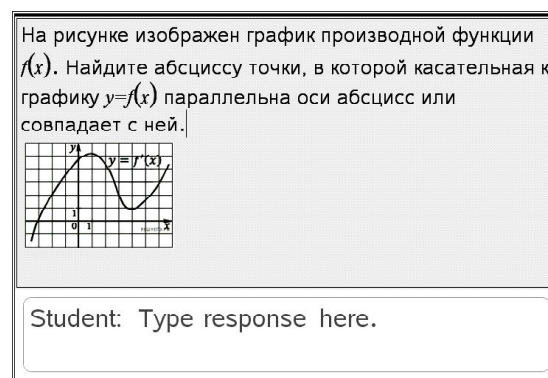 На рисунке изображен график производной функции
f(x). Найдите абсциссу точки, в которой касательная к
графику y=f(x) параллельна оси абсцисс или
совпадает с ней.
y
y = f'(x)
1
0 1
x
Student: Type response here.